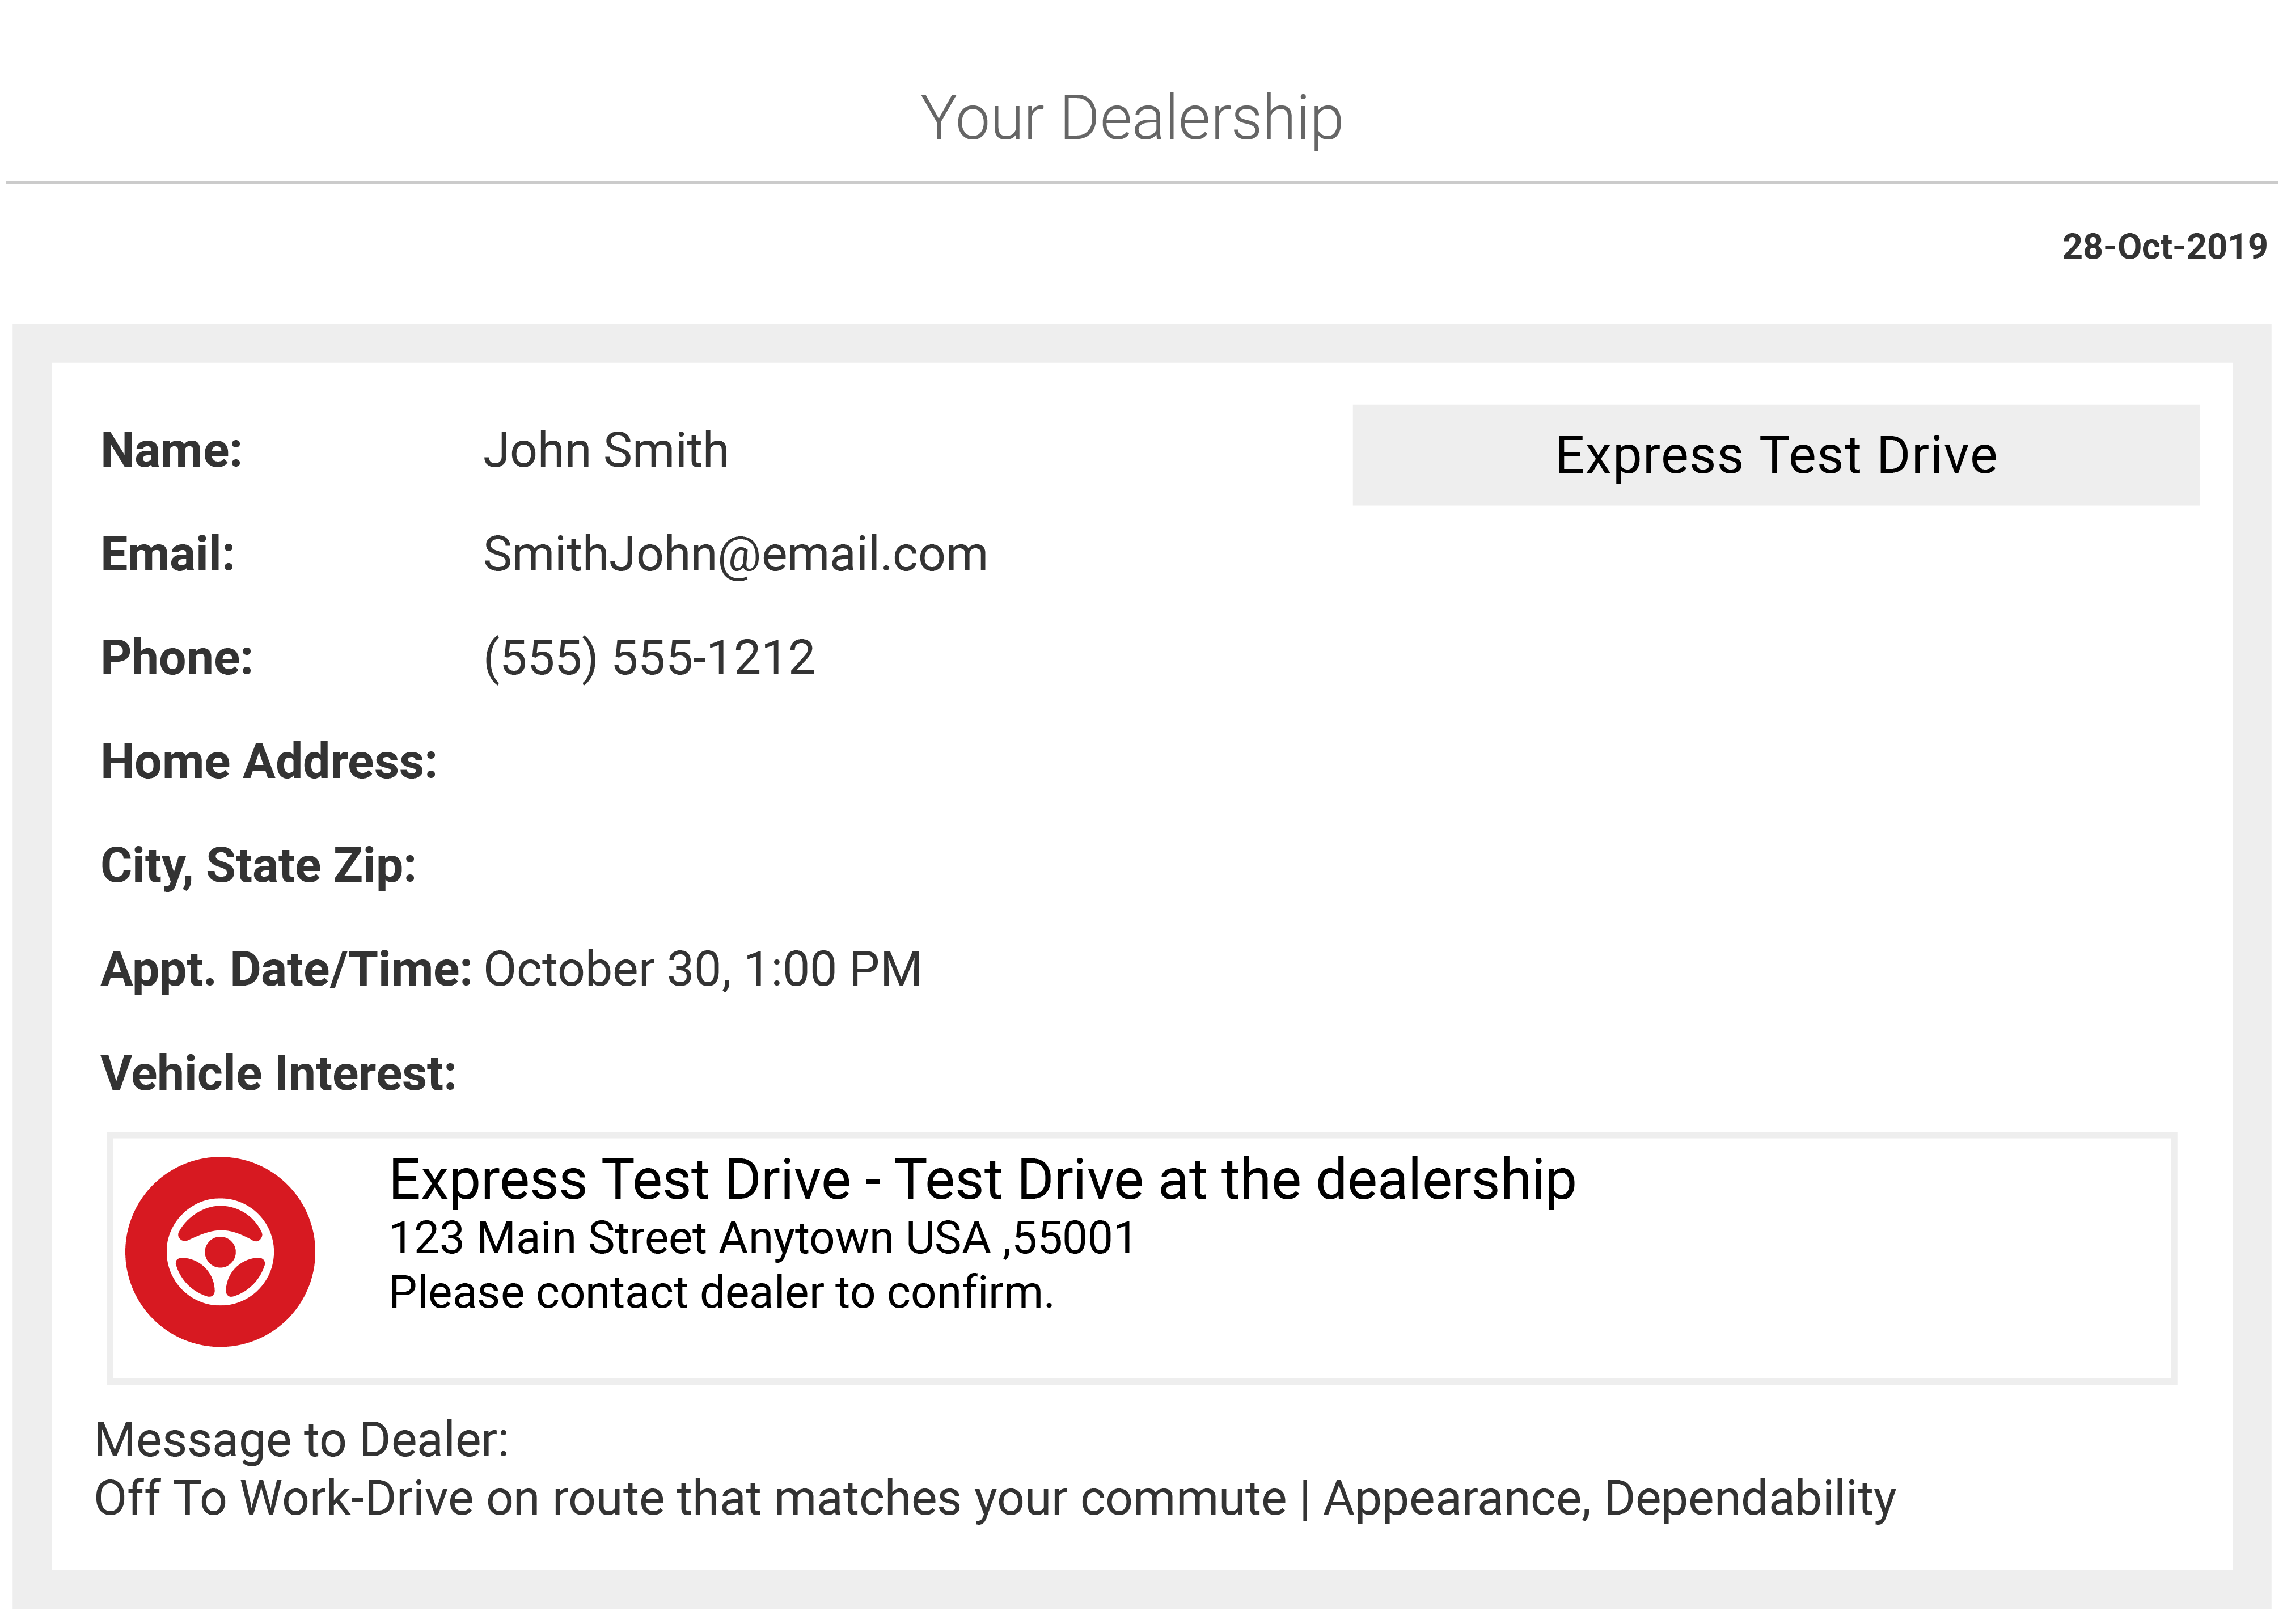 Your Dealership
28-Oct-2019
Name: John Smith
Express Test Drive
Email: SmithJohn@email.com
Phone: (555) 555-1212
Home Address:
City, State Zip:
Appt. Date/Time: October 30, 1:00 PM
Vehicle Interest:
Express Test Drive - Test Drive at the dealership
123 Main Street Anytown USA ,55001
Please contact dealer to confirm.
Message to Dealer:
Off To Work-Drive on route that matches your commute | Appearance, Dependability